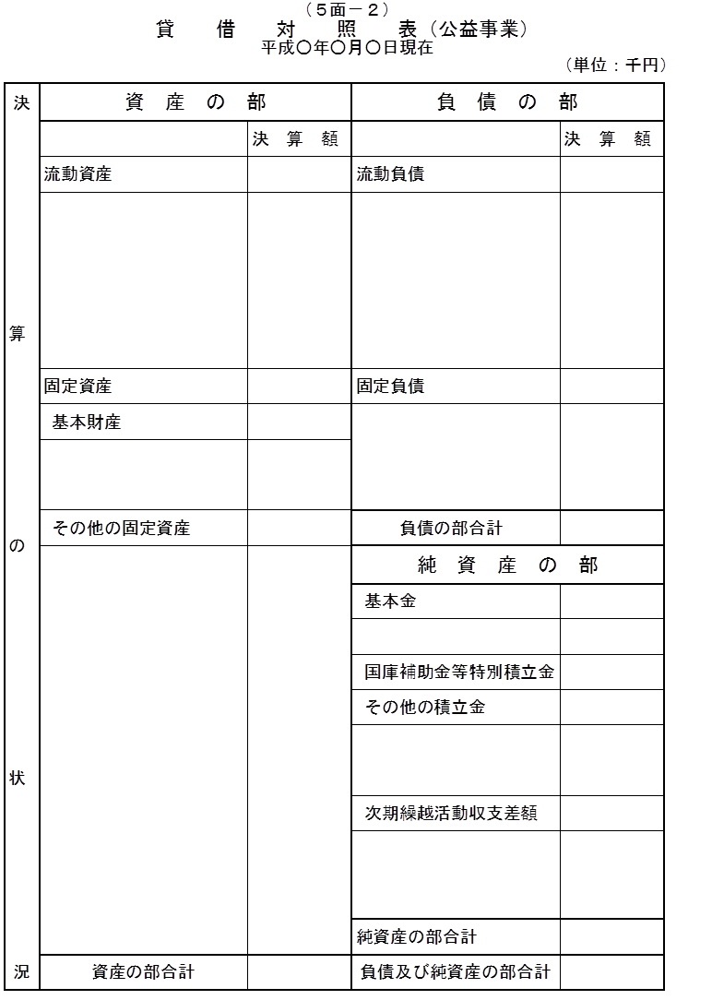 （５面－２）
貸　借　対　照　表（公益事業）
平成〇年〇月〇日現在
（単位：千円）
決算の状況
資　産　の　部
負　債　の　部
決　算　額
決　算　額
流動資産
流動負債
固定資産
固定負債
基本財産
その他の固定資産
負債の部合計
純　資　産　の　部
基本金
国庫補助金等特別積立金
その他の積立金
次期繰越活動収支差額
純資産の部合計
資産の部合計
負債及び純資産の部合計